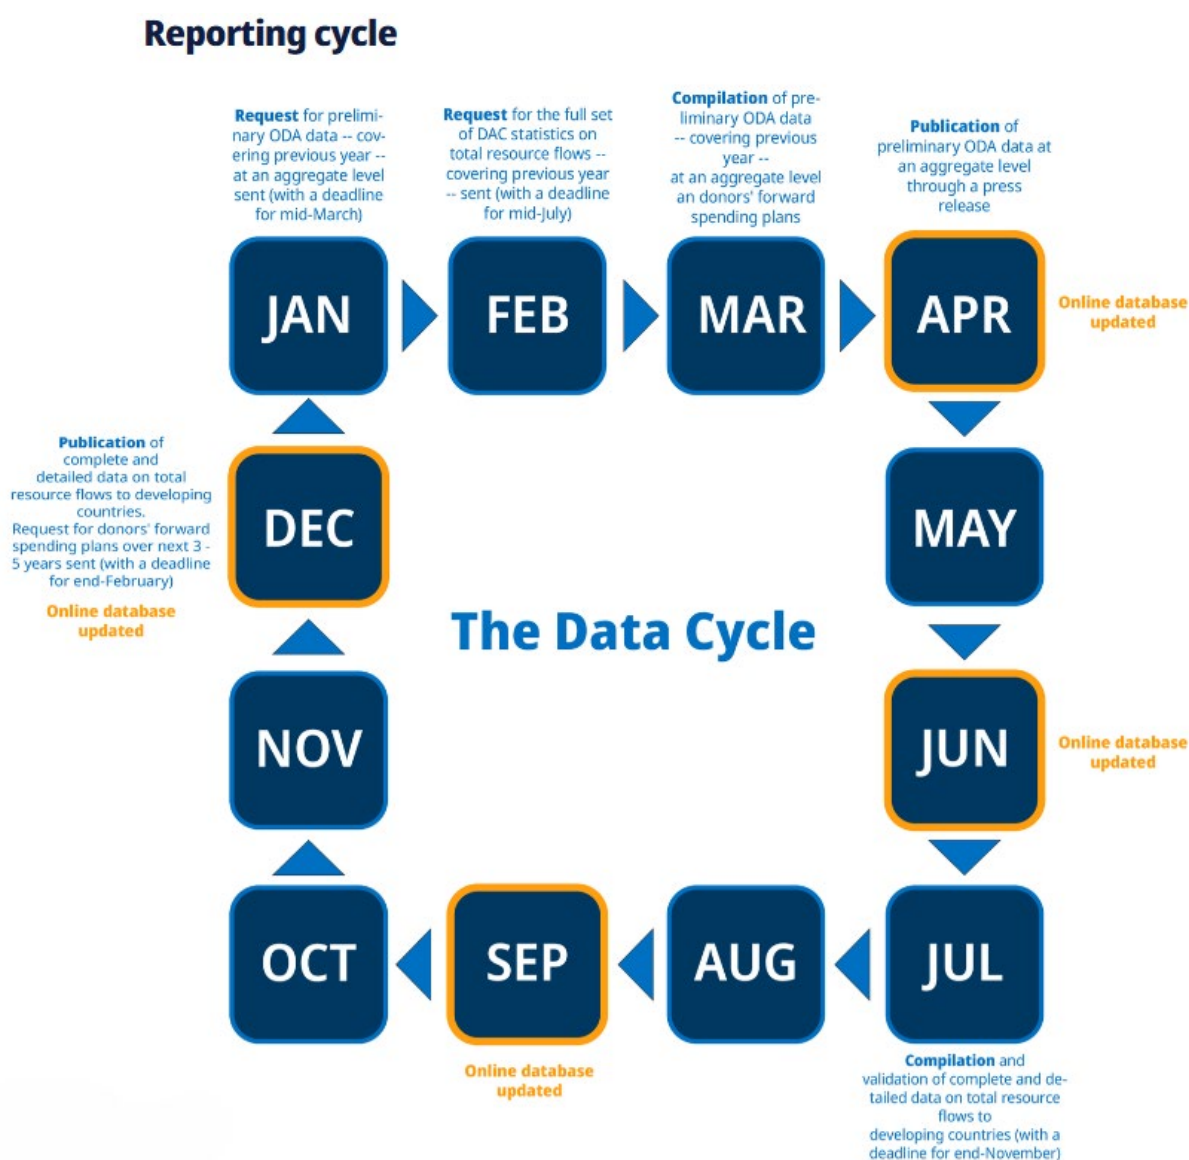 Reporting cycle
Request for prelimi-
nary ODA data -- cov-
ering previous year --
at an aggregate level
sent (with a deadline
for mid-March)
Request for the full set
of DAC statistics on
total resource flows --
covering previous year
-- sent (with a deadline
for mid-July)
Compilation of pre-
liminary ODA data
-- covering previous
year --
at an aggregate level
an donors' forward
spending plans
Publication of
preliminary ODA data at
an aggregate level
through a press
release
JAN
FEB
MAR
APR
Online database
updated
MAY
JUN
Online database
updated
JUL
Compilation and
validation of complete and de-
tailed data on total resource
flows to
developing countries (with a
deadline for end-November)
AUG
SEP
Online database
updated
OCT
NOV
DEC
Publication of
complete and
detailed data on total
resource flows to developing
countries.
Request for donors' forward
spending plans over next 3 -
5 years sent (with a deadline
for end-February)
Online database
updated
The Data Cycle